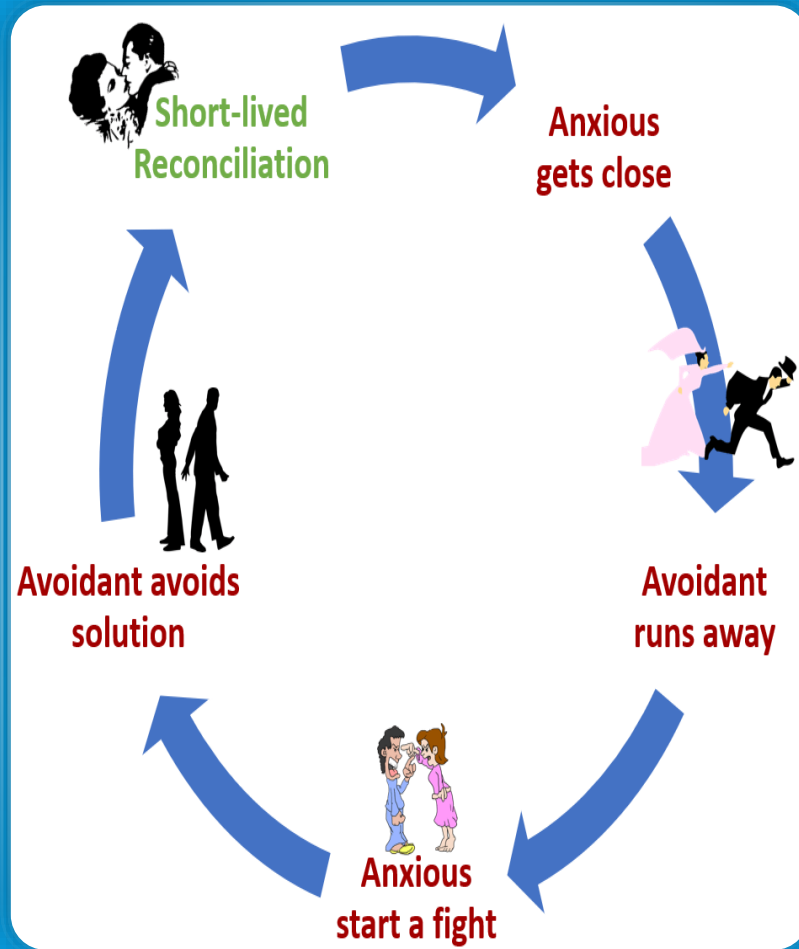 Short-lived
Reconciliation
Anxious
gets close
Avoidant
runs away
Anxious
start a fight
Avoidant avoids
solution